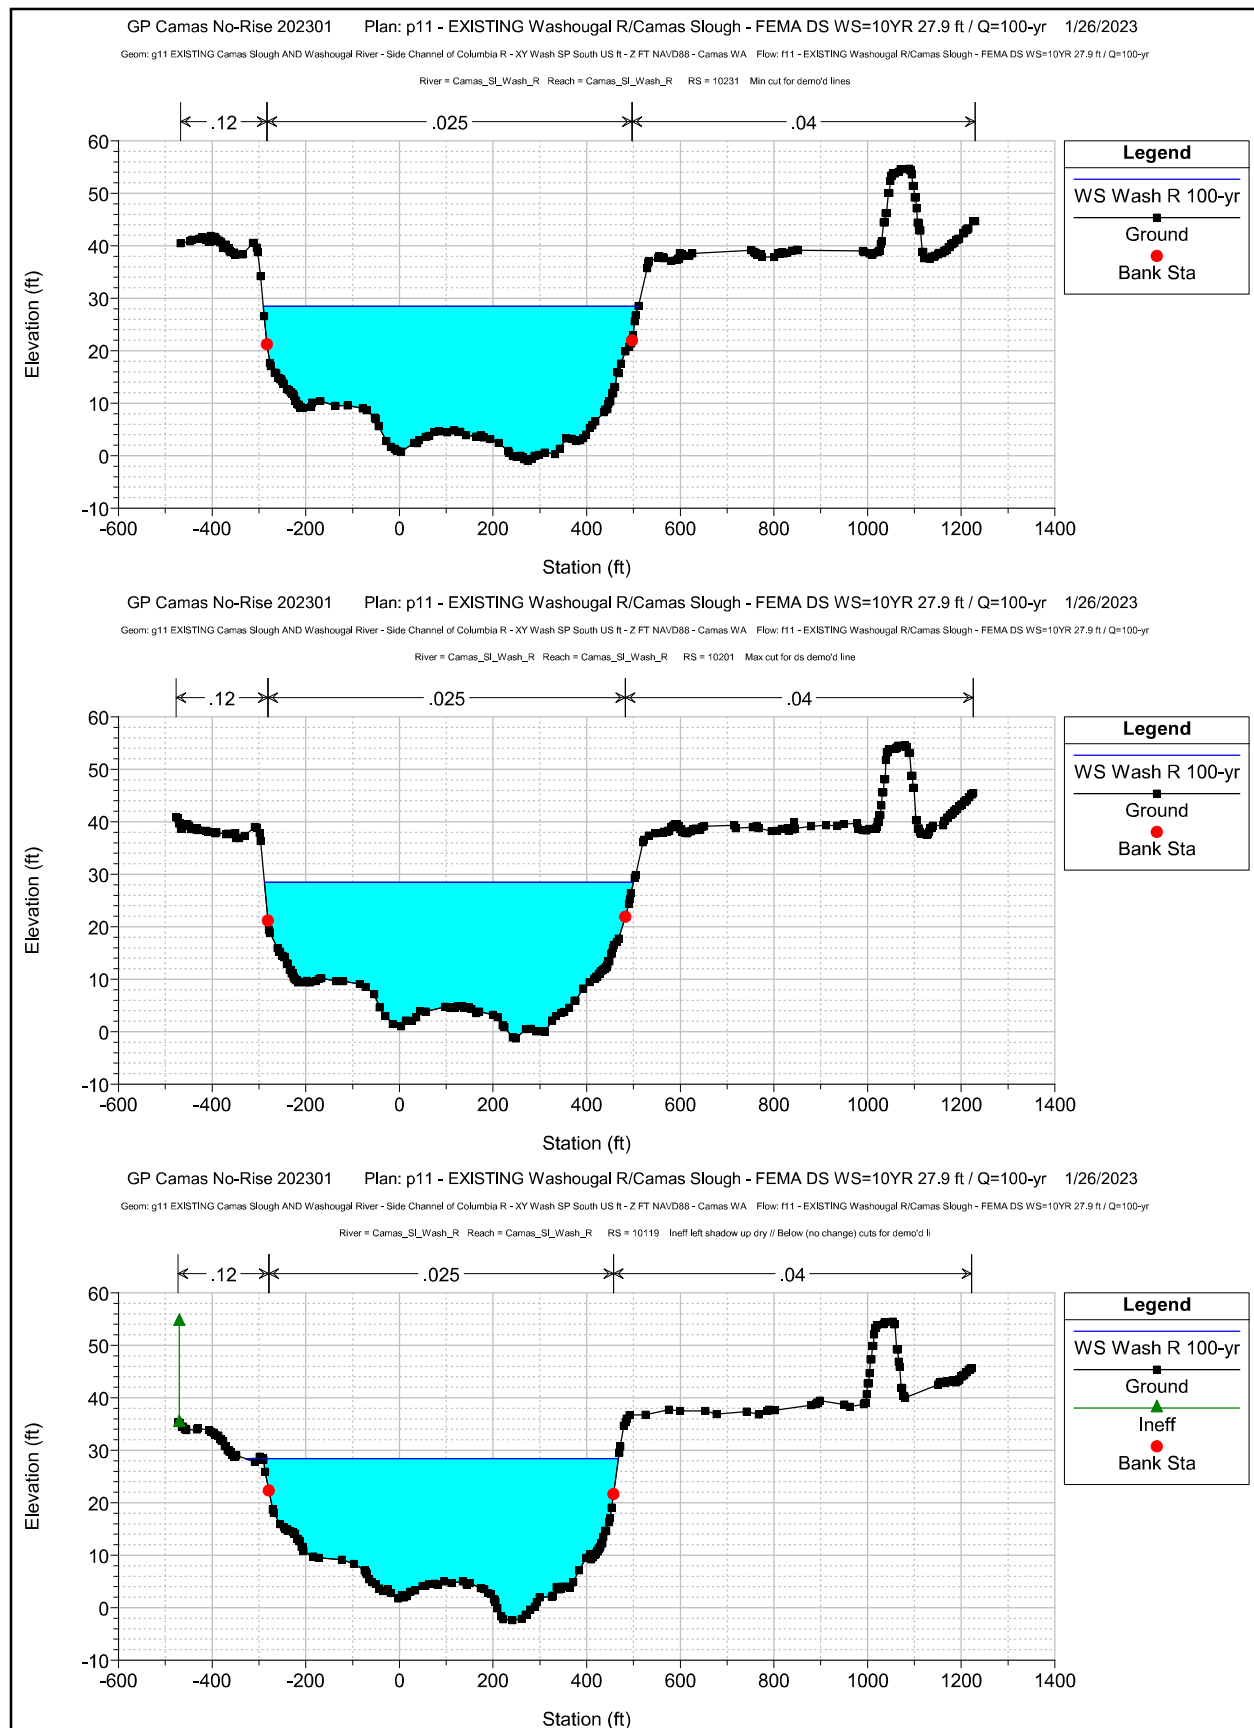 GP Camas No-Rise 202301 Plan: p11 - EXISTING Washougal R/Camas Slough - FEMA DS WS=10YR 27.9 ft / Q=100-yr 1/26/2023
Geom: g11 EXISTING Camas Slough AND Washougal River - Side Channel of Columbia R - XY Wash SP South US ft - Z FT NAVD88 - Camas WA Flow: f11 - EXISTING Washougal R/Camas Slough - FEMA DS WS=10YR 27.9 ft / Q=100-yr
River = Camas_Sl_Wash_R Reach = Camas_Sl_Wash_R RS = 10231 Min cut for demo'd lines
.12 .025 .04
60
50
40
30
20
10
0
-10
-600 -400 -200 0 200 400 600 800 1000 1200 1400
Station (ft)
Elevation (ft)
Legend
WS Wash R 100-yr
Ground
Bank Sta
GP Camas No-Rise 202301 Plan: p11 - EXISTING Washougal R/Camas Slough - FEMA DS WS=10YR 27.9 ft / Q=100-yr 1/26/2023
Geom: g11 EXISTING Camas Slough AND Washougal River - Side Channel of Columbia R - XY Wash SP South US ft - Z FT NAVD88 - Camas WA Flow: f11 - EXISTING Washougal R/Camas Slough - FEMA DS WS=10YR 27.9 ft / Q=100-yr
River = Camas_Sl_Wash_R Reach = Camas_Sl_Wash_R RS = 10201 Max cut for ds demo'd line
.12 .025 .04
60
50
40
30
20
10
0
-10
-600 -400 -200 0 200 400 600 800 1000 1200 1400
Station (ft)
Elevation (ft)
Legend
WS Wash R 100-yr
Ground
Bank Sta
GP Camas No-Rise 202301 Plan: p11 - EXISTING Washougal R/Camas Slough - FEMA DS WS=10YR 27.9 ft / Q=100-yr 1/26/2023
Geom: g11 EXISTING Camas Slough AND Washougal River - Side Channel of Columbia R - XY Wash SP South US ft - Z FT NAVD88 - Camas WA Flow: f11 - EXISTING Washougal R/Camas Slough - FEMA DS WS=10YR 27.9 ft / Q=100-yr
River = Camas_Sl_Wash_R Reach = Camas_Sl_Wash_R RS = 10119 Ineff left shadow up dry // Below (no change) cuts for demo'd li
.12 .025 .04
60
50
40
30
20
10
0
-10
-600 -400 -200 0 200 400 600 800 1000 1200 1400
Station (ft)
Elevation (ft)
Legend
WS Wash R 100-yr
Ground
Ineff
Bank Sta